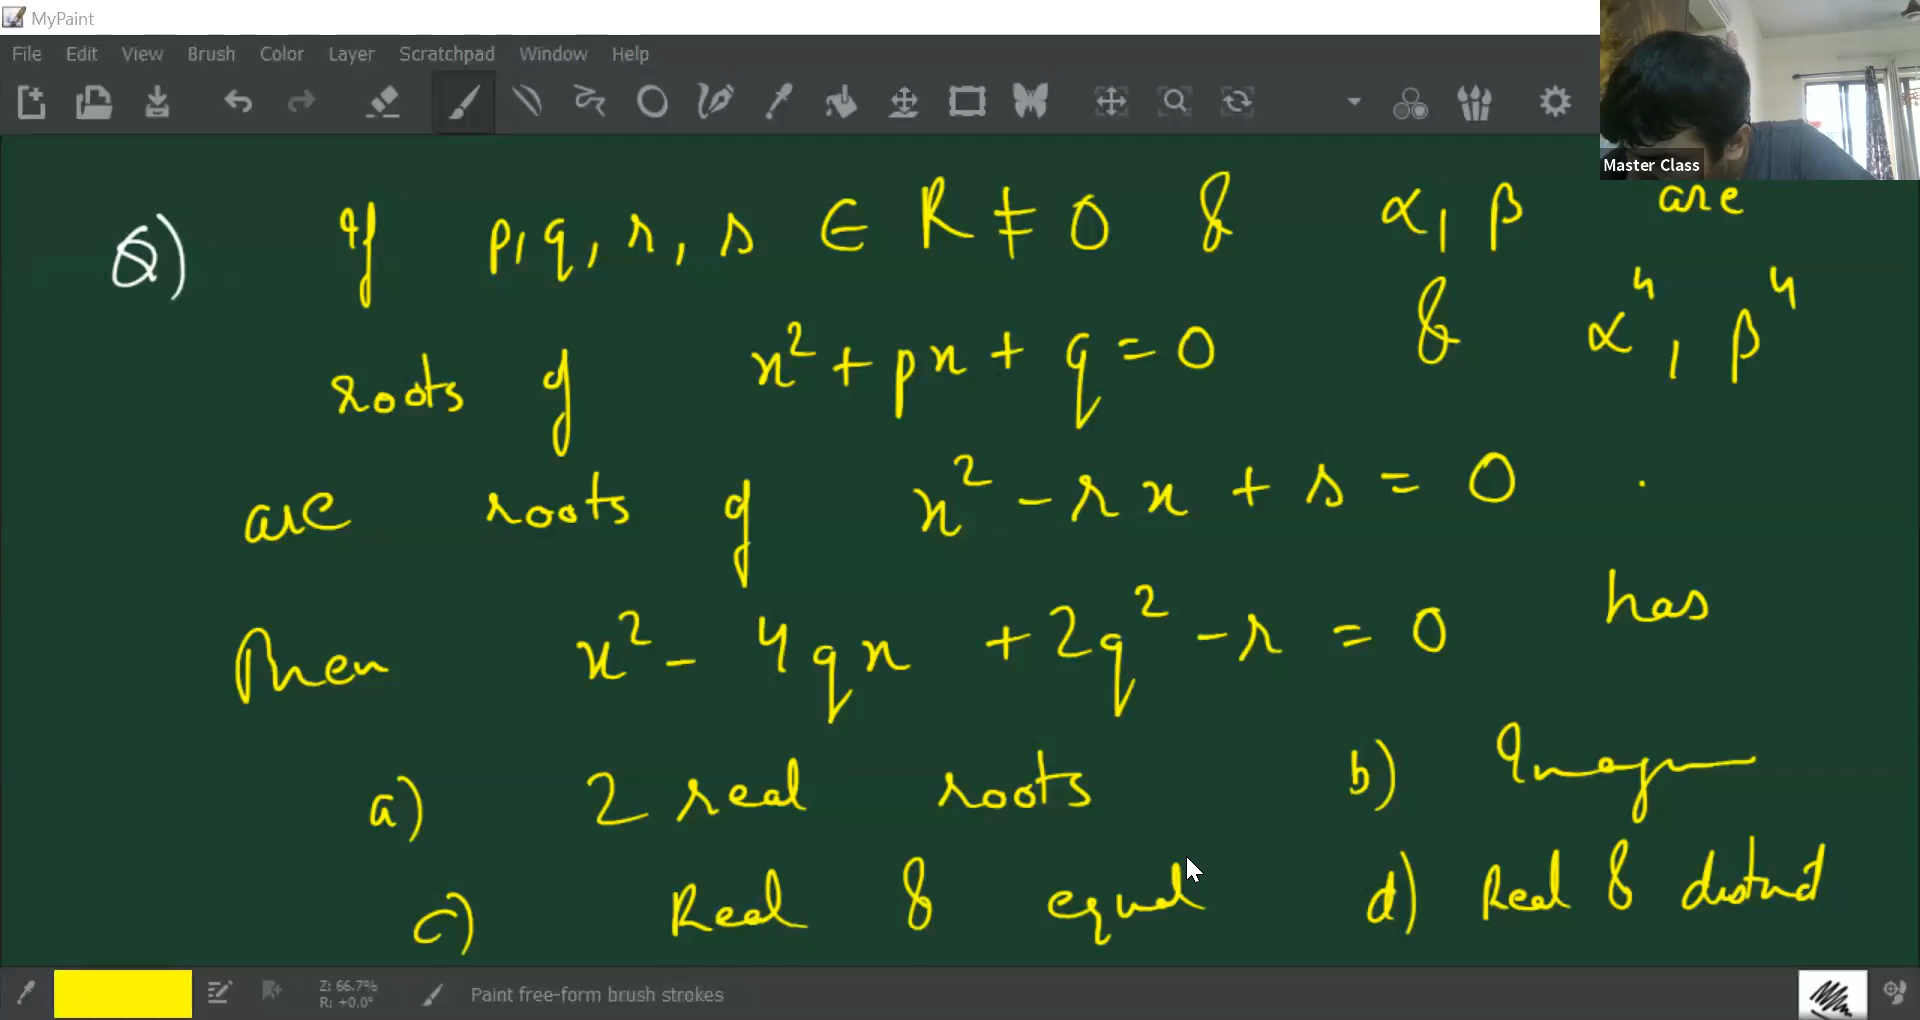 MyPaint
File Edit View Brush Color Layer Scratchpad Window Help
Master Class
Q) If p, q, r, s ∈ R ≠ 0 & α, β are
roots of x² + px + q = 0 & α⁴, β⁴
are roots of x² - rx + s = 0 .
Then x² - 4qx + 2q² - r = 0 has
a) 2 real roots b)
c) Real & equal d) Real & distinct
Z: 66.7%
R: +0.0°
Paint free-form brush strokes